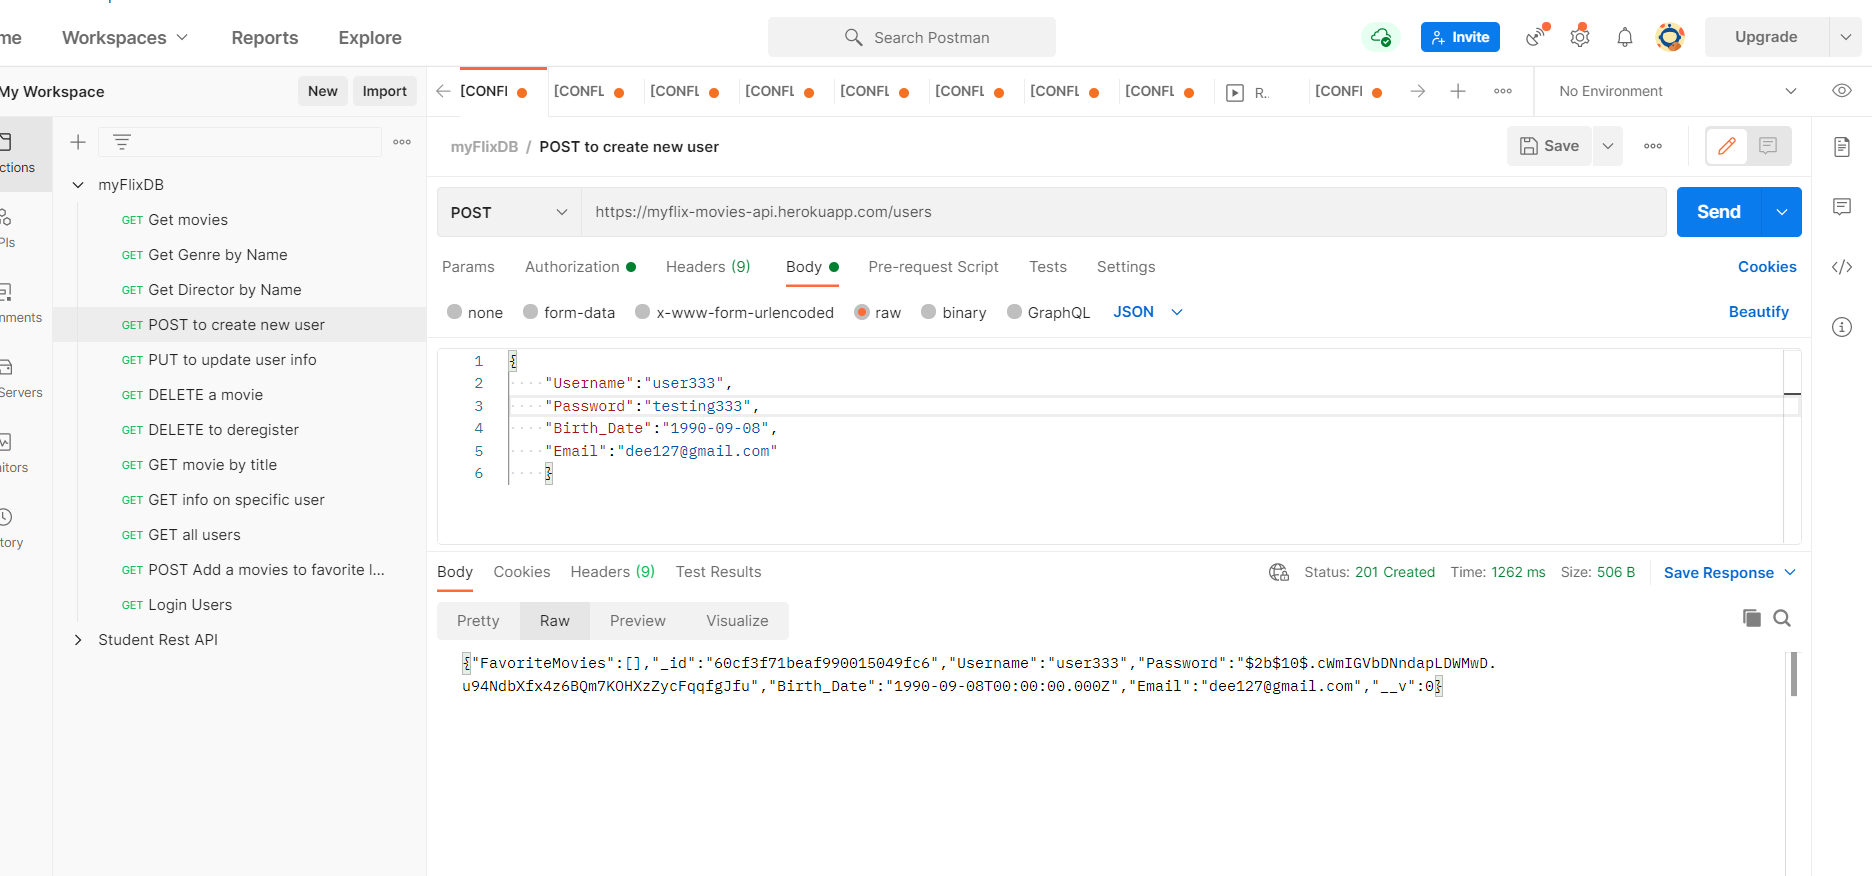 me Workspaces Reports Explore Search Postman Invite Upgrade
My Workspace New Import [CONFL [CONFL [CONFL [CONFL [CONFL [CONFL [CONFL [CONFL R.. [CONFI No Environment
ctions
PIs
nments
Servers
itors
tory
myFlixDB
GET Get movies
GET Get Genre by Name
GET Get Director by Name
GET POST to create new user
GET PUT to update user info
GET DELETE a movie
GET DELETE to deregister
GET GET movie by title
GET GET info on specific user
GET GET all users
GET POST Add a movies to favorite l...
GET Login Users
Student Rest API
myFlixDB / POST to create new user Save
POST https://myflix-movies-api.herokuapp.com/users Send
Params Authorization Headers (9) Body Pre-request Script Tests Settings Cookies
none form-data x-www-form-urlencoded raw binary GraphQL JSON Beautify
1 {
2 "Username":"user333",
3 "Password":"testing333",
4 "Birth_Date":"1990-09-08",
5 "Email":"dee127@gmail.com"
6 }
Body Cookies Headers (9) Test Results Status: 201 Created Time: 1262 ms Size: 506 B Save Response
Pretty Raw Preview Visualize
{"FavoriteMovies":[],"_id":"60cf3f71beaf990015049fc6","Username":"user333","Password":"$2b$10$.cWmIGVbDNndapLDWMwD.
u94NdbXfx4z6BQm7KOHXzZycFqqfgJfu","Birth_Date":"1990-09-08T00:00:00.000Z","Email":"dee127@gmail.com","__v":0}